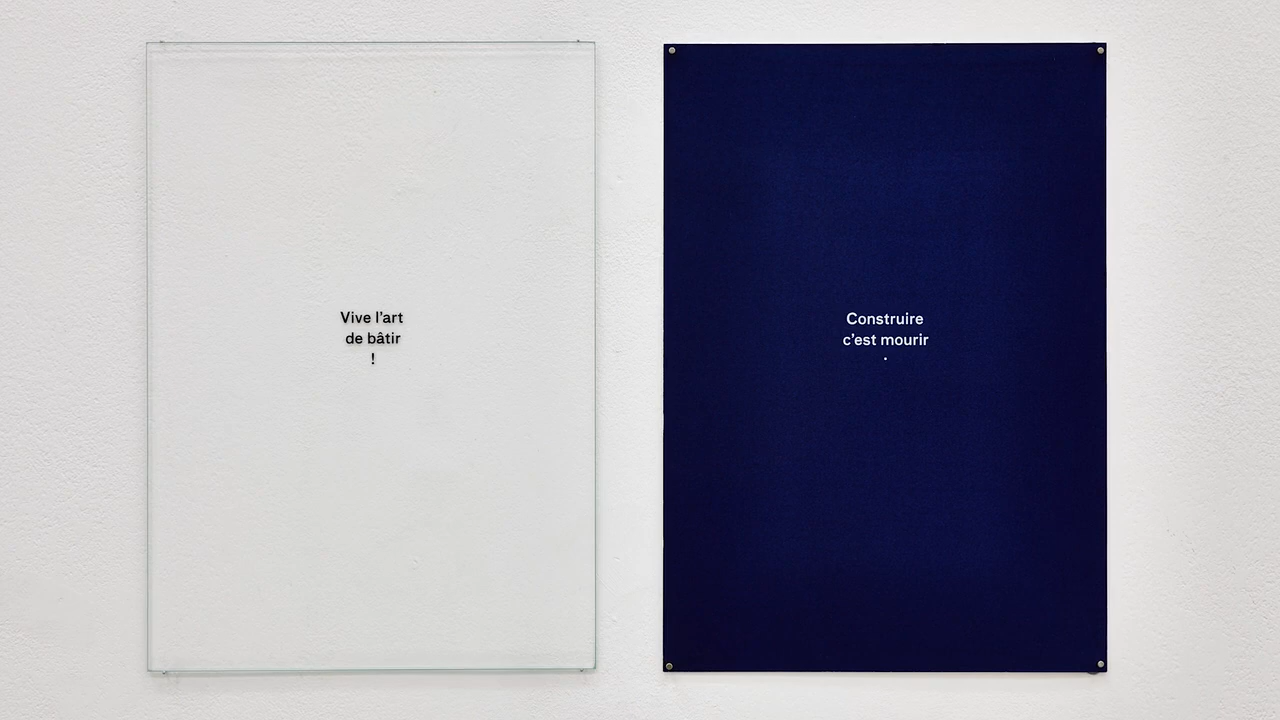 Vive l’art
de bâtir
!
Construire
c’est mourir
.